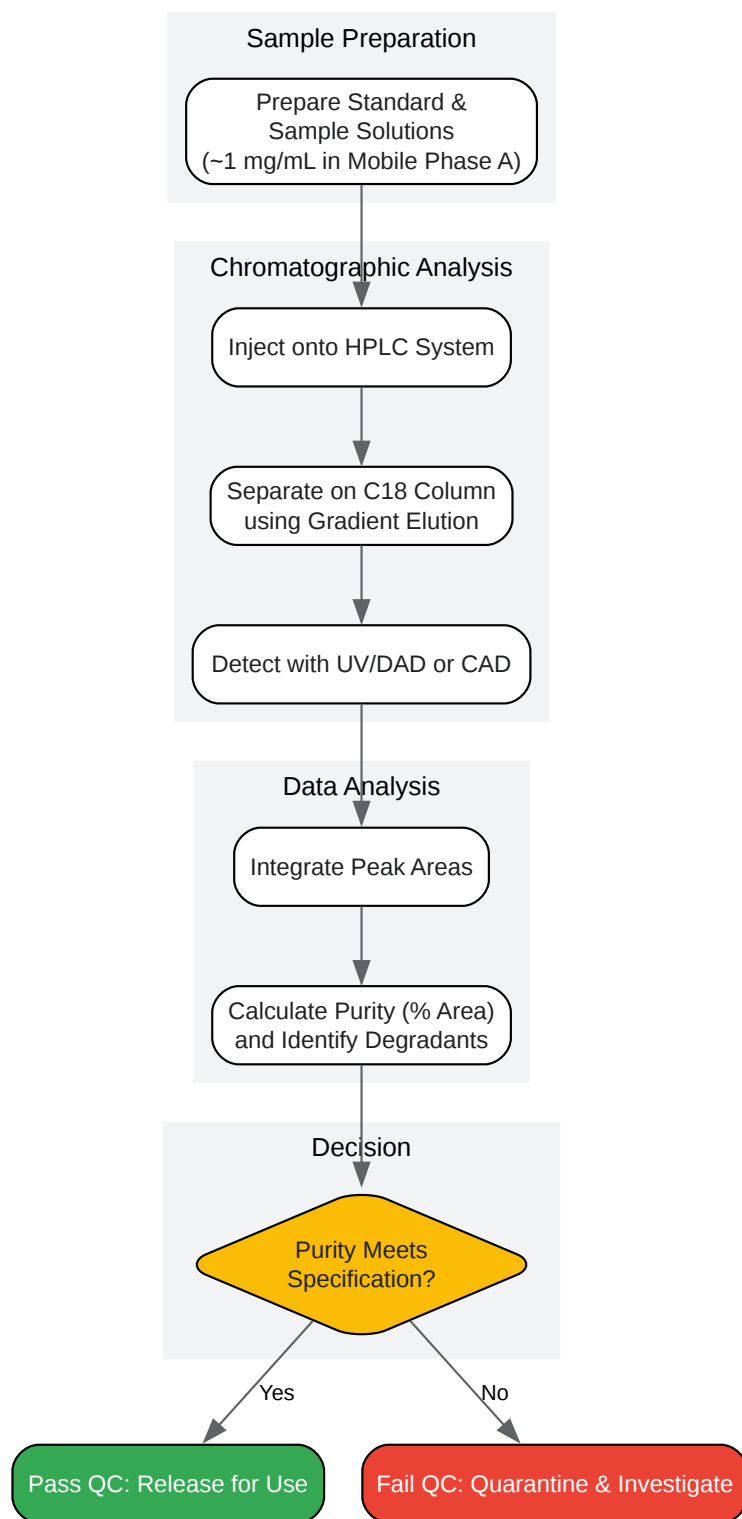 Sample Preparation
Prepare Standard &
Sample Solutions
(~1 mg/mL in Mobile Phase A)
Chromatographic Analysis
Inject onto HPLC System
Separate on C18 Column
using Gradient Elution
Detect with UV/DAD or CAD
Data Analysis
Integrate Peak Areas
Calculate Purity (% Area)
and Identify Degradants
Decision
Purity Meets
Specification?
Yes
No
Pass QC: Release for Use
Fail QC: Quarantine & Investigate